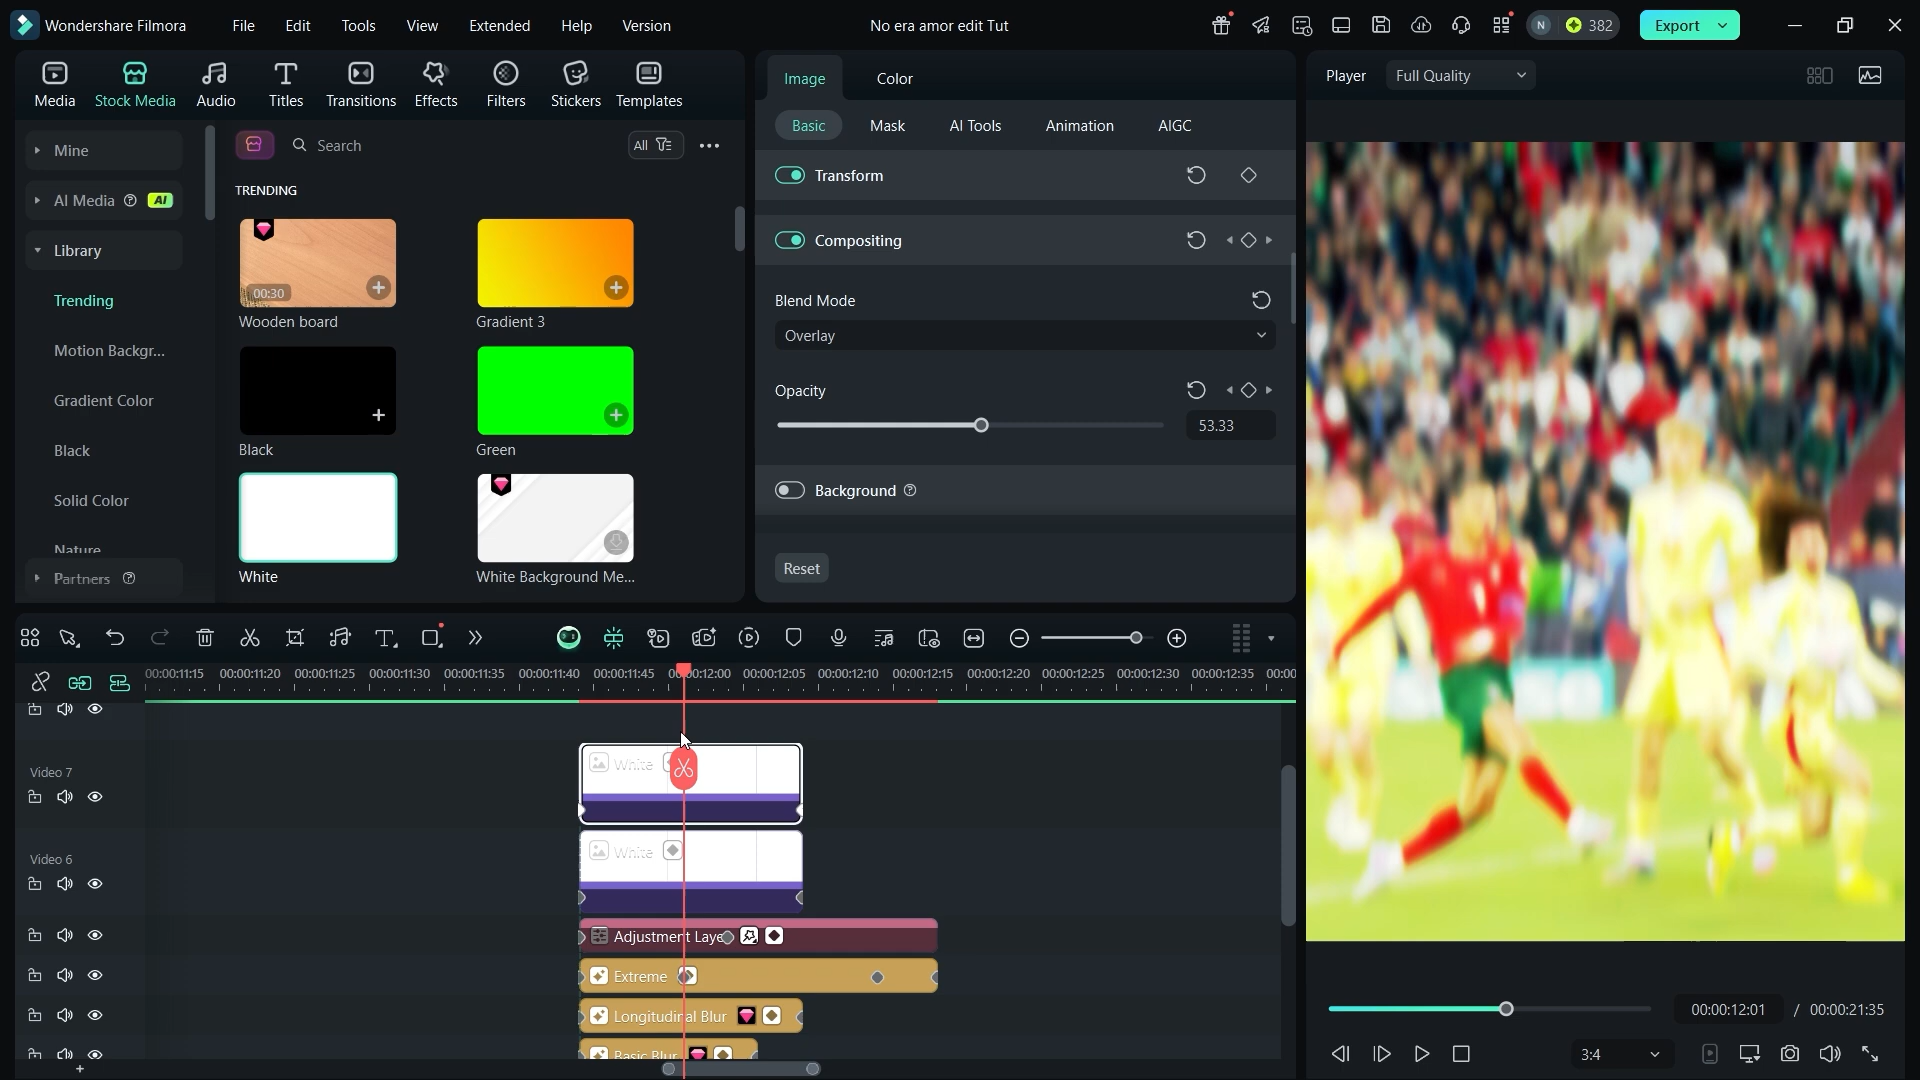 Wondershare Filmora
File
Edit
Tools
View
Extended
Help
Version
No era amor edit Tut
N
382
Export
Media
Stock Media
Audio
Titles
Transitions
Effects
Filters
Stickers
Templates
Mine
AI Media
AI
Library
Trending
Motion Backgr...
Gradient Color
Black
Solid Color
Nature
Partners
Search
All
TRENDING
00:30
Wooden board
Gradient 3
Black
Green
White
White Background Me...
Image
Color
Basic
Mask
AI Tools
Animation
AIGC
Transform
Compositing
Blend Mode
Overlay
Opacity
53.33
Background
Reset
Player
Full Quality
00:00:12:01
/
00:00:21:35
3:4
00:00:11:15
00:00:11:20
00:00:11:25
00:00:11:30
00:00:11:35
00:00:11:40
00:00:11:45
00:00:12:00
00:00:12:05
00:00:12:10
00:00:12:15
00:00:12:20
00:00:12:25
00:00:12:30
00:00:12:35
00:00
Video 7
White
Video 6
White
Adjustment Laye
Extreme
Longitudinal Blur
Basic Blur